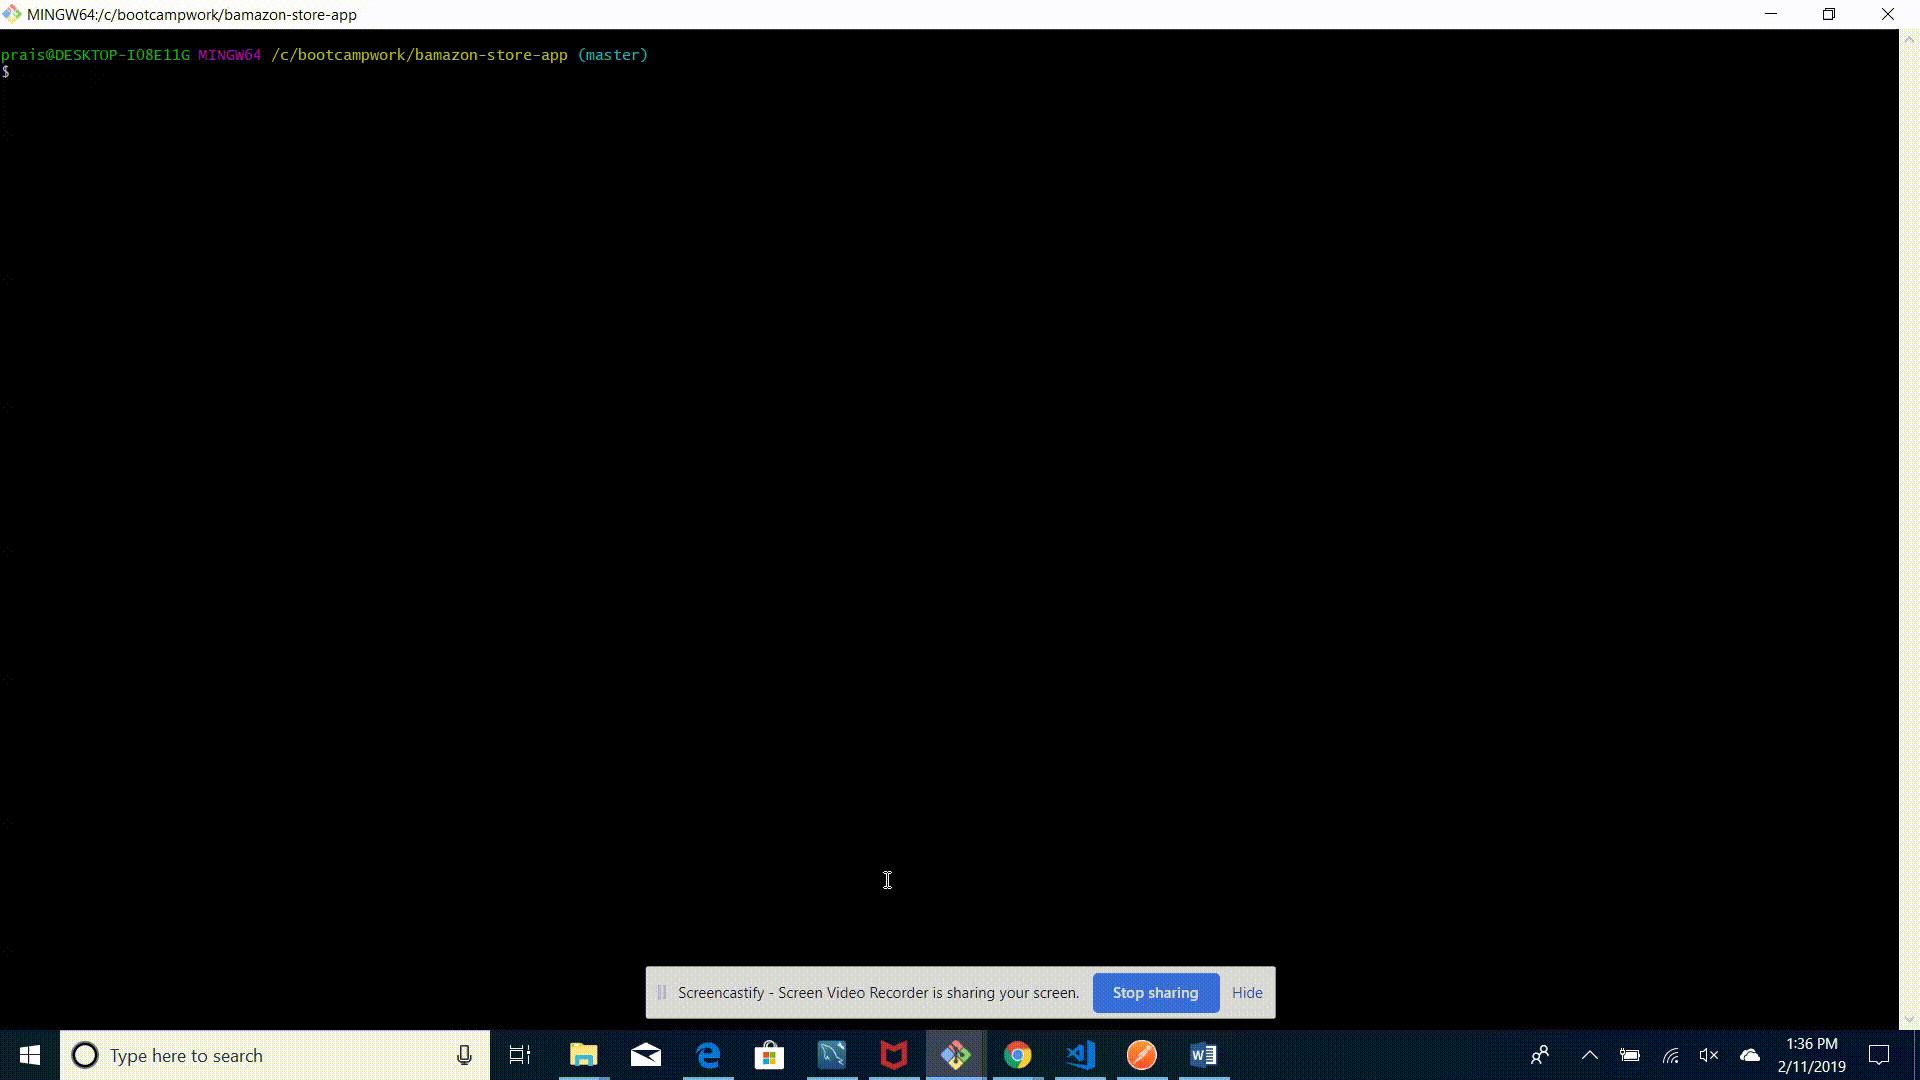 MINGW64:/c/bootcampwork/bamazon-store-app
prais@DESKTOP-I08E11G MINGW64 /c/bootcampwork/bamazon-store-app (master)
$
Screencastify - Screen Video Recorder is sharing your screen. Stop sharing Hide
Type here to search
1:36 PM
2/11/2019